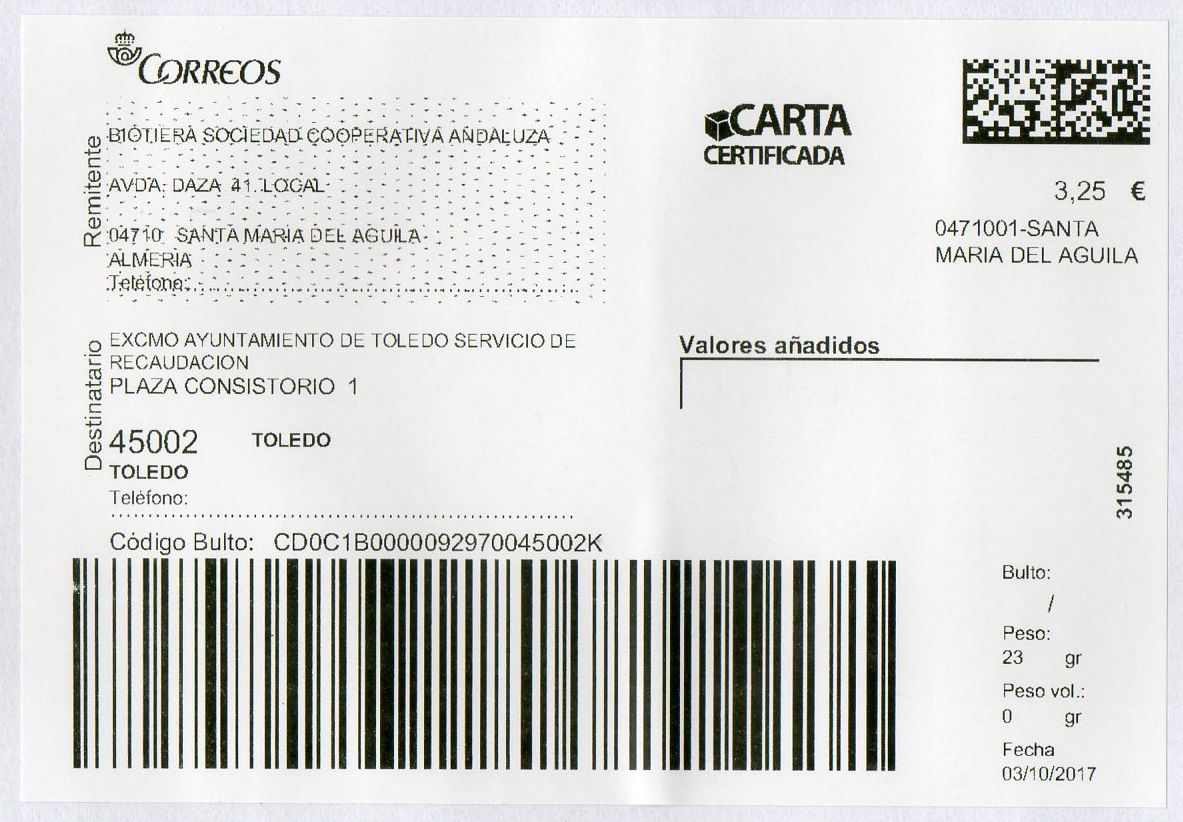 CORREOS
Remitente
BIOTIERA SOCIEDAD COOPERATIVA ANDALUZA
AVDA. DAZA 41. LOCAL
04710 SANTA MARIA DEL AGUILA
ALMERIA
Teléfono:
CARTA
CERTIFICADA
3,25 €
0471001-SANTA
MARIA DEL AGUILA
Destinatario
EXCMO AYUNTAMIENTO DE TOLEDO SERVICIO DE
RECAUDACION
PLAZA CONSISTORIO 1
45002 TOLEDO
TOLEDO
Teléfono:
Valores añadidos
315485
Código Bulto: CD0C1B0000092970045002K
Bulto:
/
Peso:
23 gr
Peso vol.:
0 gr
Fecha
03/10/2017